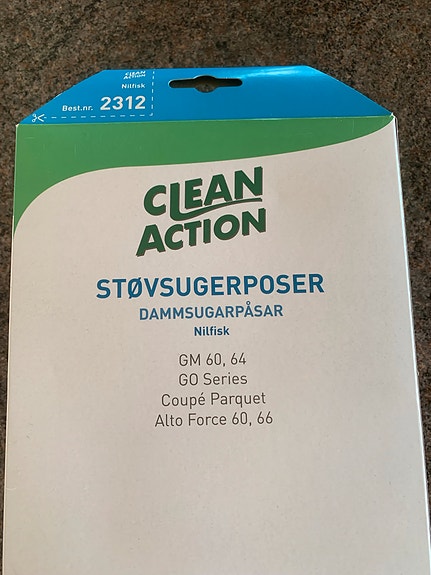 CLEAN
ACTION
Nilfisk
Best.nr. 2312
CLEAN
ACTION
STØVSUGERPOSER
DAMMSUGARPÅSAR
Nilfisk
GM 60, 64
GO Series
Coupé Parquet
Alto Force 60, 66